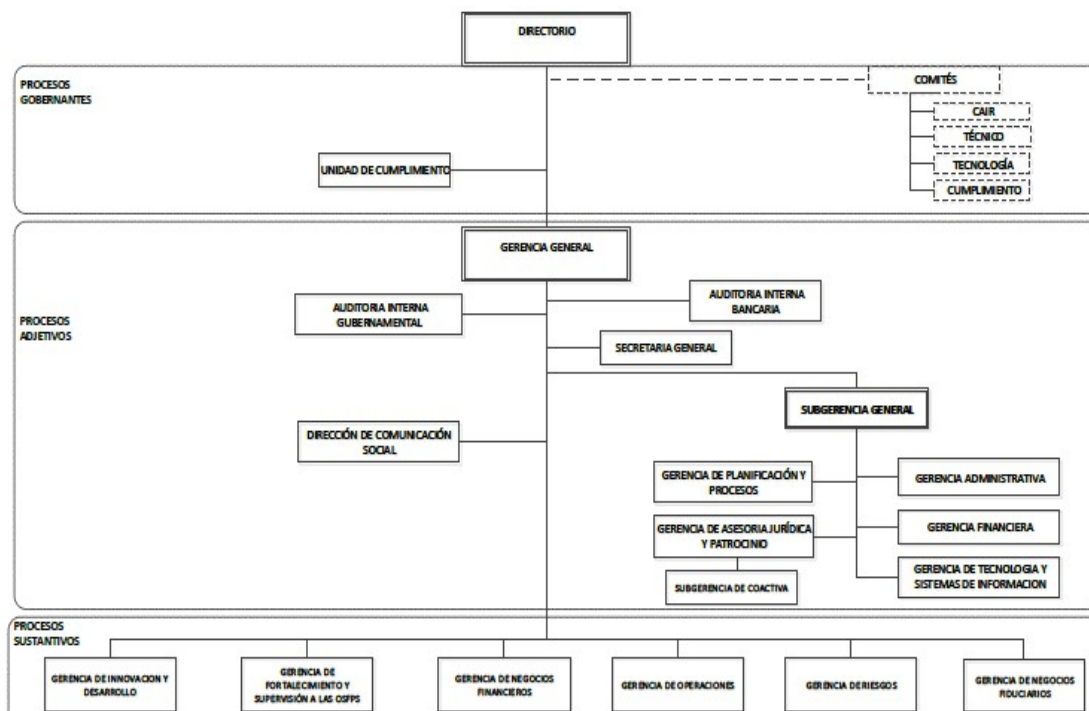 DIRECTORIO
PROCESOS
GOBERNANTES
COMITÉS
CAIR
TÉCNICO
TECNOLOGÍA
CUMPLIMIENTO
UNIDAD DE CUMPLIMIENTO
GERENCIA GENERAL
PROCESOS
ADJETIVOS
AUDITORIA INTERNA
GUBERNAMENTAL
AUDITORIA INTERNA
BANCARIA
SECRETARIA GENERAL
SUBGERENCIA GENERAL
DIRECCIÓN DE COMUNICACIÓN
SOCIAL
GERENCIA DE PLANIFICACIÓN Y
PROCESOS
GERENCIA ADMINISTRATIVA
GERENCIA DE ASESORIA JURÍDICA
Y PATROCINIO
GERENCIA FINANCIERA
SUBGERENCIA DE COACTIVA
GERENCIA DE TECNOLOGIA Y
SISTEMAS DE INFORMACION
PROCESOS
SUSTANTIVOS
GERENCIA DE INNOVACION Y
DESARROLLO
GERENCIA DE
FORTALECIMIENTO Y
SUPERVISIÓN A LAS OSFPS
GERENCIA DE NEGOCIOS
FINANCIEROS
GERENCIA DE OPERACIONES
GERENCIA DE RIESGOS
GERENCIA DE NEGOCIOS
FIDUCIARIOS